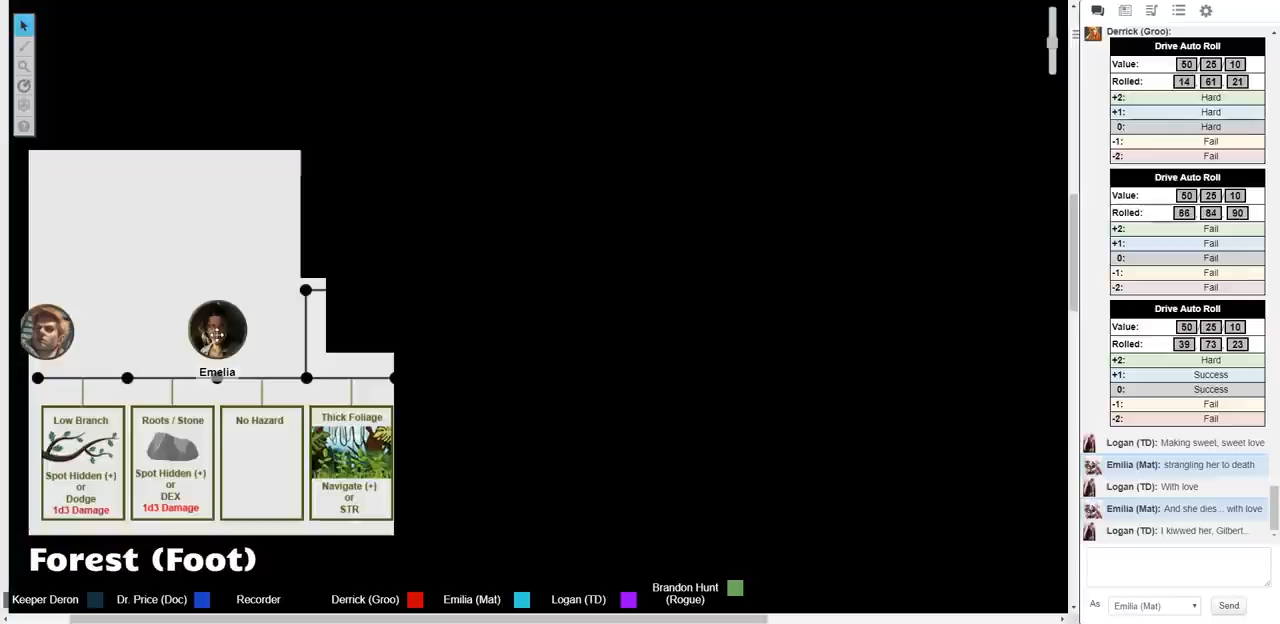 Emelia
Low Branch
Spot Hidden (+)
or
Dodge
1d3 Damage
Roots / Stone
Spot Hidden (+)
or
DEX
1d3 Damage
No Hazard
Thick Foliage
Navigate (+)
or
STR
Forest (Foot)
Keeper Deron
Dr. Price (Doc)
Recorder
Derrick (Groo)
Emilia (Mat)
Logan (TD)
Brandon Hunt
(Rogue)
Derrick (Groo):
Drive Auto Roll
Value: 50 25 10
Rolled: 14 61 21
+2: Hard
+1: Hard
0: Hard
-1: Fail
-2: Fail
Drive Auto Roll
Value: 50 25 10
Rolled: 66 84 90
+2: Fail
+1: Fail
0: Fail
-1: Fail
-2: Fail
Drive Auto Roll
Value: 50 25 10
Rolled: 39 73 23
+2: Hard
+1: Success
0: Success
-1: Fail
-2: Fail
Logan (TD): Making sweet, sweet love
Emilia (Mat): strangling her to death
Logan (TD): With love
Emilia (Mat): And she dies... with love
Logan (TD): I kiwwed her, Gilbert...
As Emilia (Mat) Send